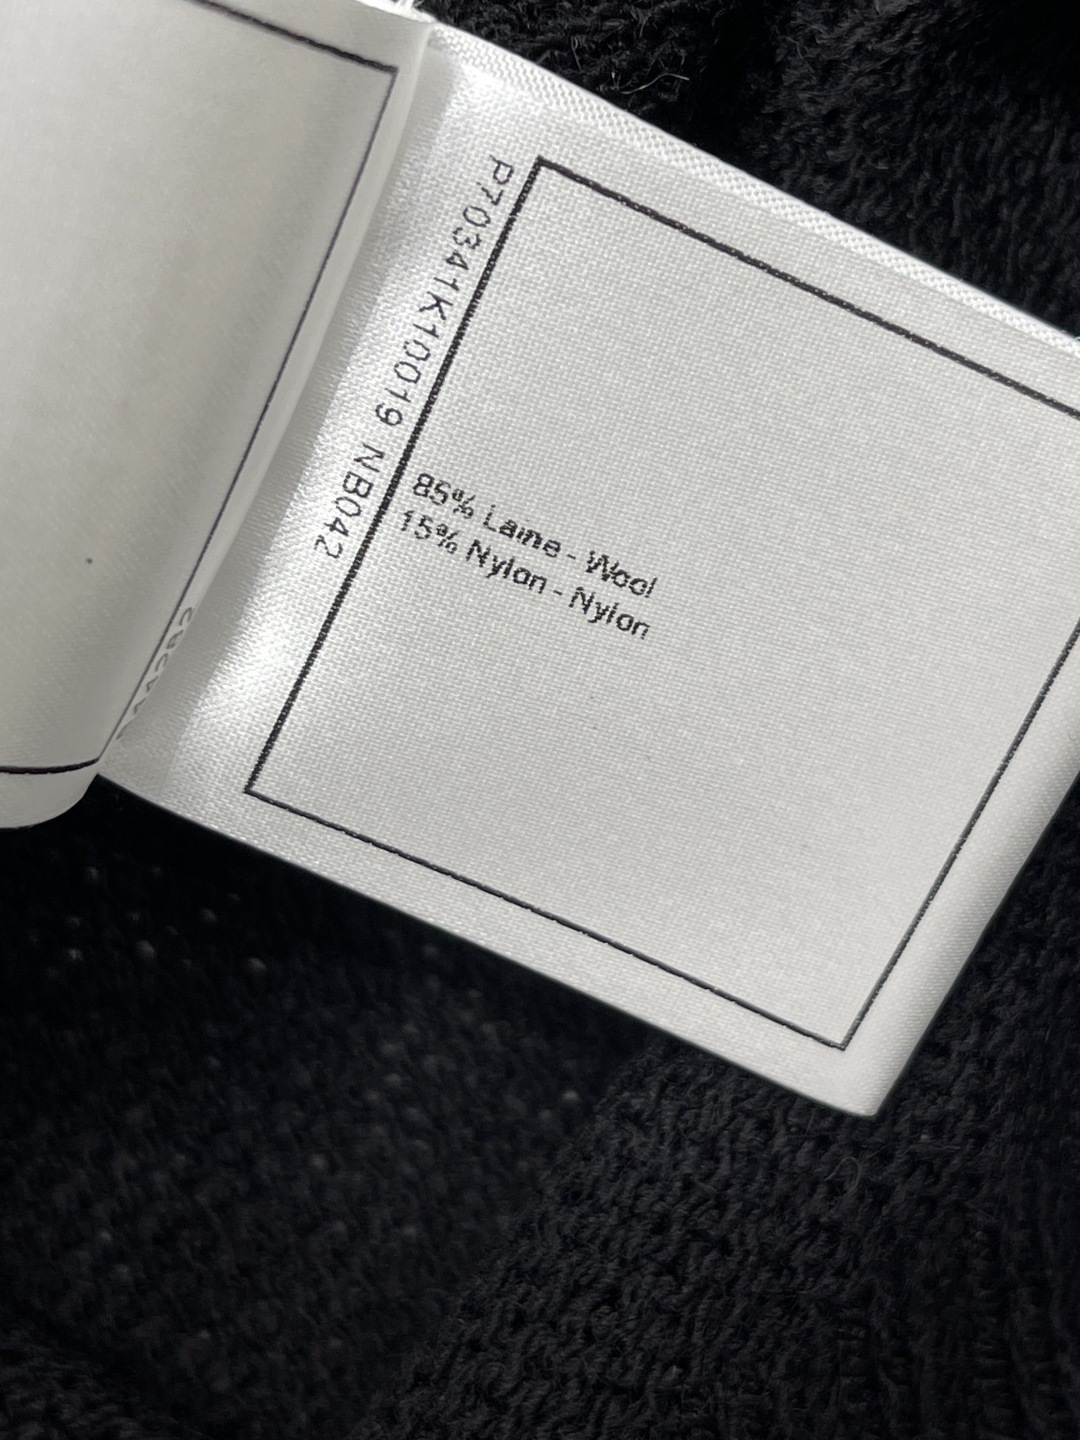 P70341K10019 NB042
85% Laine - Wool
15% Nylon - Nylon